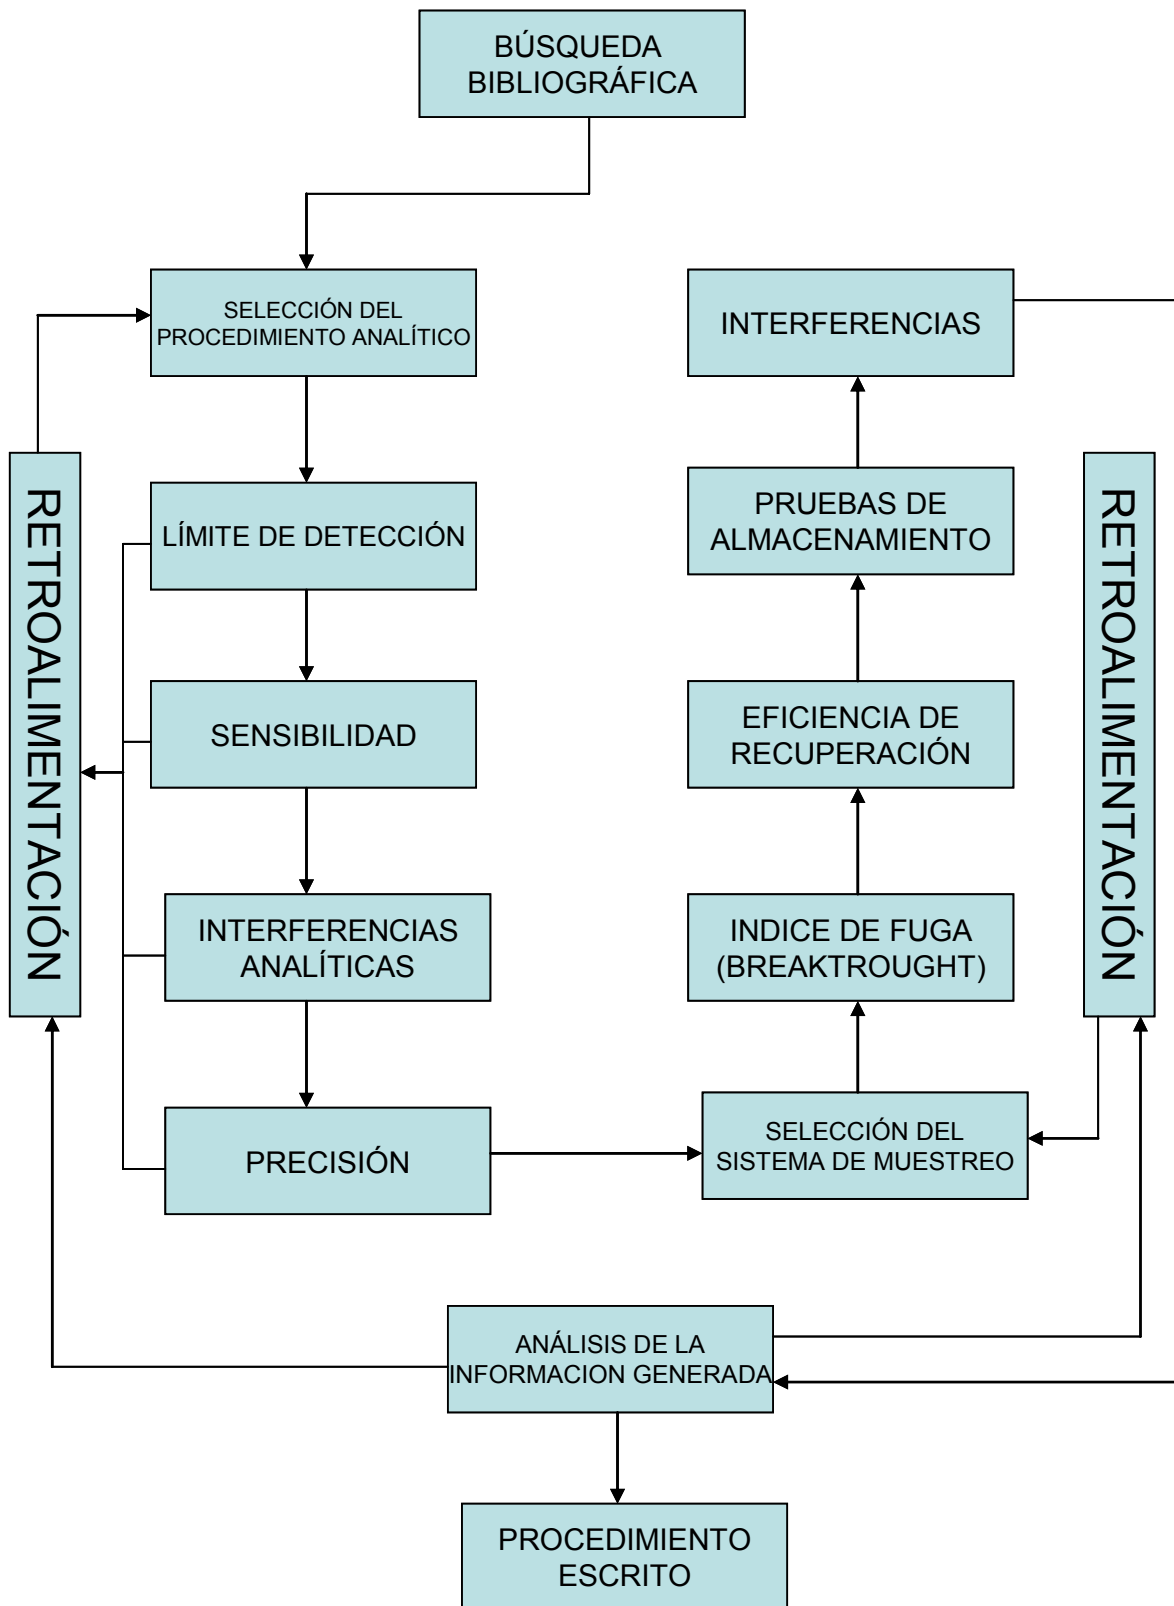 BÚSQUEDA
BIBLIOGRÁFICA
SELECCIÓN DEL
PROCEDIMIENTO ANALÍTICO
INTERFERENCIAS
RETROALIMENTACIÓN
LÍMITE DE DETECCIÓN
PRUEBAS DE
ALMACENAMIENTO
RETROALIMENTACIÓN
SENSIBILIDAD
EFICIENCIA DE
RECUPERACIÓN
INTERFERENCIAS
ANALÍTICAS
INDICE DE FUGA
(BREAKTROUGHT)
PRECISIÓN
SELECCIÓN DEL
SISTEMA DE MUESTREO
ANÁLISIS DE LA
INFORMACION GENERADA
PROCEDIMIENTO
ESCRITO